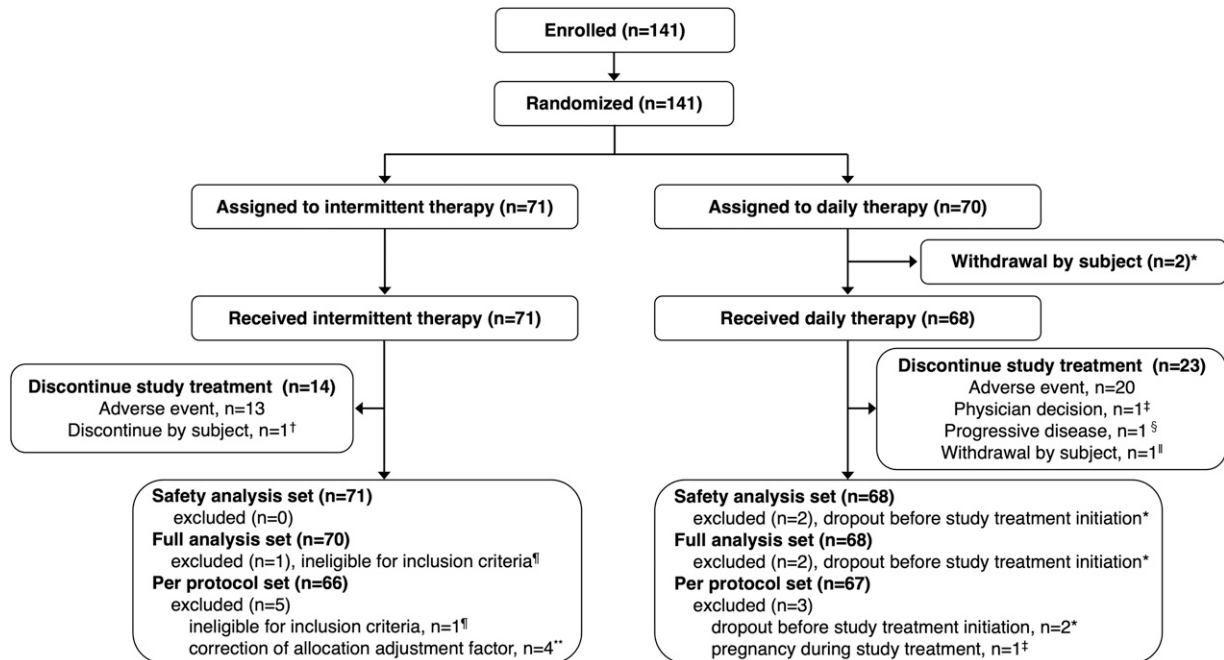 Enrolled (n=141)
Randomized (n=141)
Assigned to intermittent therapy (n=71)
Assigned to daily therapy (n=70)
Withdrawal by subject (n=2)*
Received intermittent therapy (n=71)
Received daily therapy (n=68)
Discontinue study treatment (n=14)
Adverse event, n=13
Discontinue by subject, n=1†
Discontinue study treatment (n=23)
Adverse event, n=20
Physician decision, n=1‡
Progressive disease, n=1§
Withdrawal by subject, n=1‖
Safety analysis set (n=71)
excluded (n=0)
Full analysis set (n=70)
excluded (n=1), ineligible for inclusion criteria¶
Per protocol set (n=66)
excluded (n=5)
ineligible for inclusion criteria, n=1¶
correction of allocation adjustment factor, n=4**
Safety analysis set (n=68)
excluded (n=2), dropout before study treatment initiation*
Full analysis set (n=68)
excluded (n=2), dropout before study treatment initiation*
Per protocol set (n=67)
excluded (n=3)
dropout before study treatment initiation, n=2*
pregnancy during study treatment, n=1‡